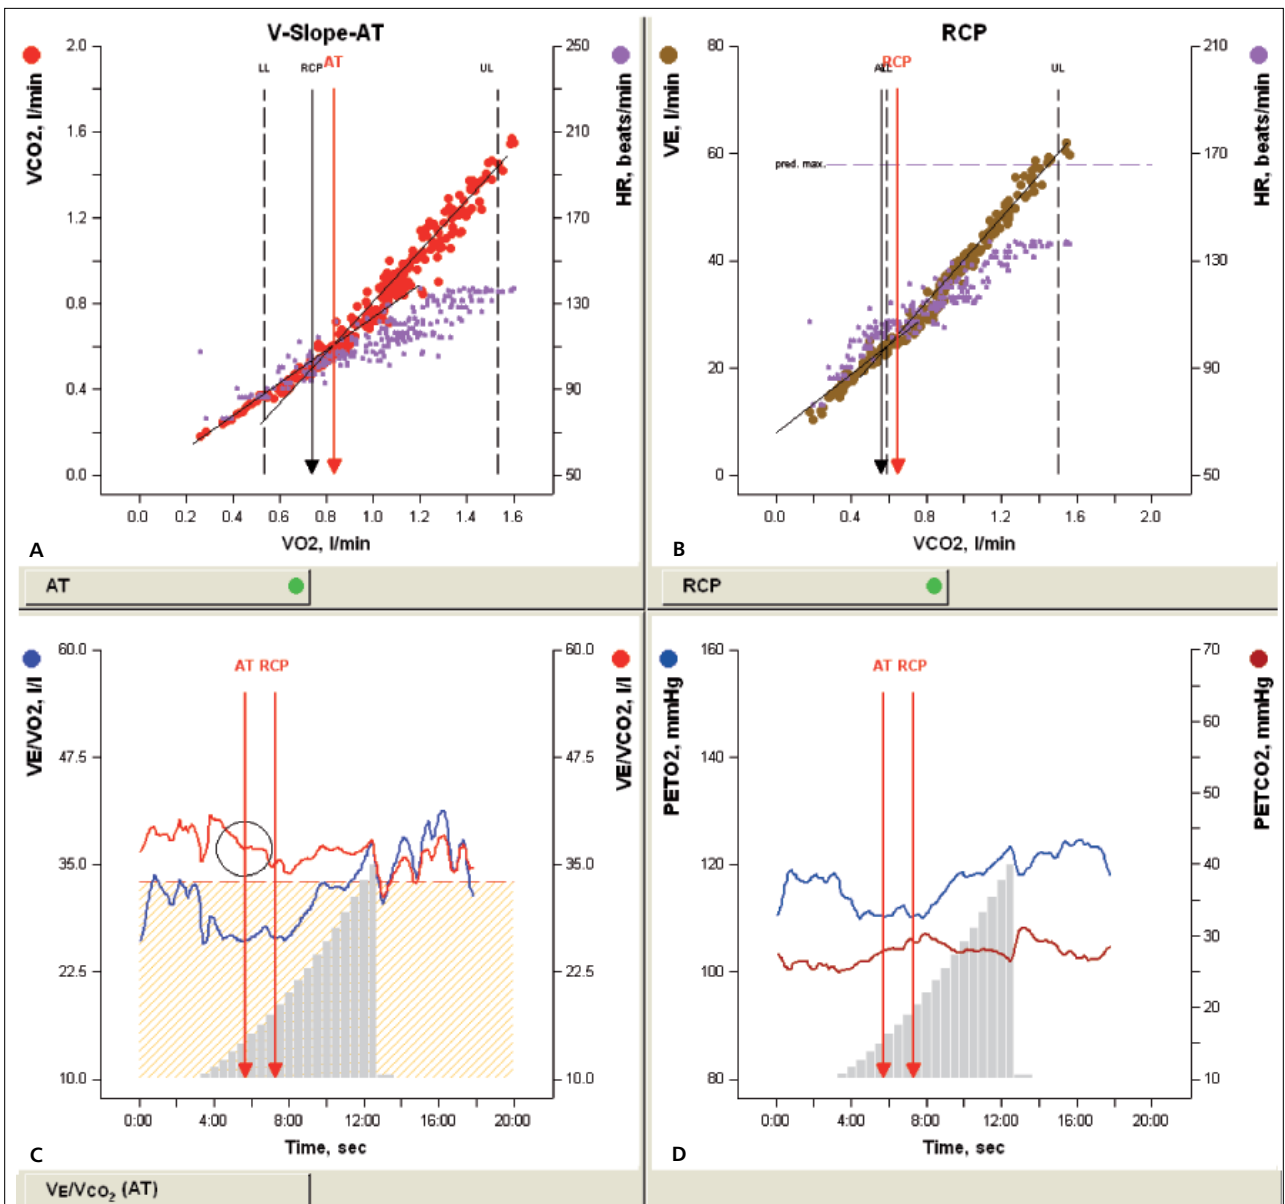 V-Slope-AT
2.0
1.6
1.2
0.8
0.4
0.0
VCO2, l/min
250
210
170
130
90
50
HR, beats/min
LL
RCP
AT
UL
0.0 0.2 0.4 0.6 0.8 1.0 1.2 1.4 1.6
VO2, l/min
A
AT
RCP
80
60
40
20
0
VE, l/min
210
170
130
90
50
HR, beats/min
RCP
UL
pred. max.
0.0 0.4 0.8 1.2 1.6 2.0
VCO2, l/min
B
RCP
60.0
47.5
35.0
22.5
10.0
VE/VO2, l/l
60.0
47.5
35.0
22.5
10.0
VE/VCO2, l/l
AT RCP
0:00 4:00 8:00 12:00 16:00 20:00
Time, sec
C
VE/VCO2 (AT)
160
140
120
100
80
PETO2, mmHg
70
60
50
40
30
20
10
PETCO2, mmHg
AT RCP
0:00 4:00 8:00 12:00 16:00 20:00
Time, sec
D